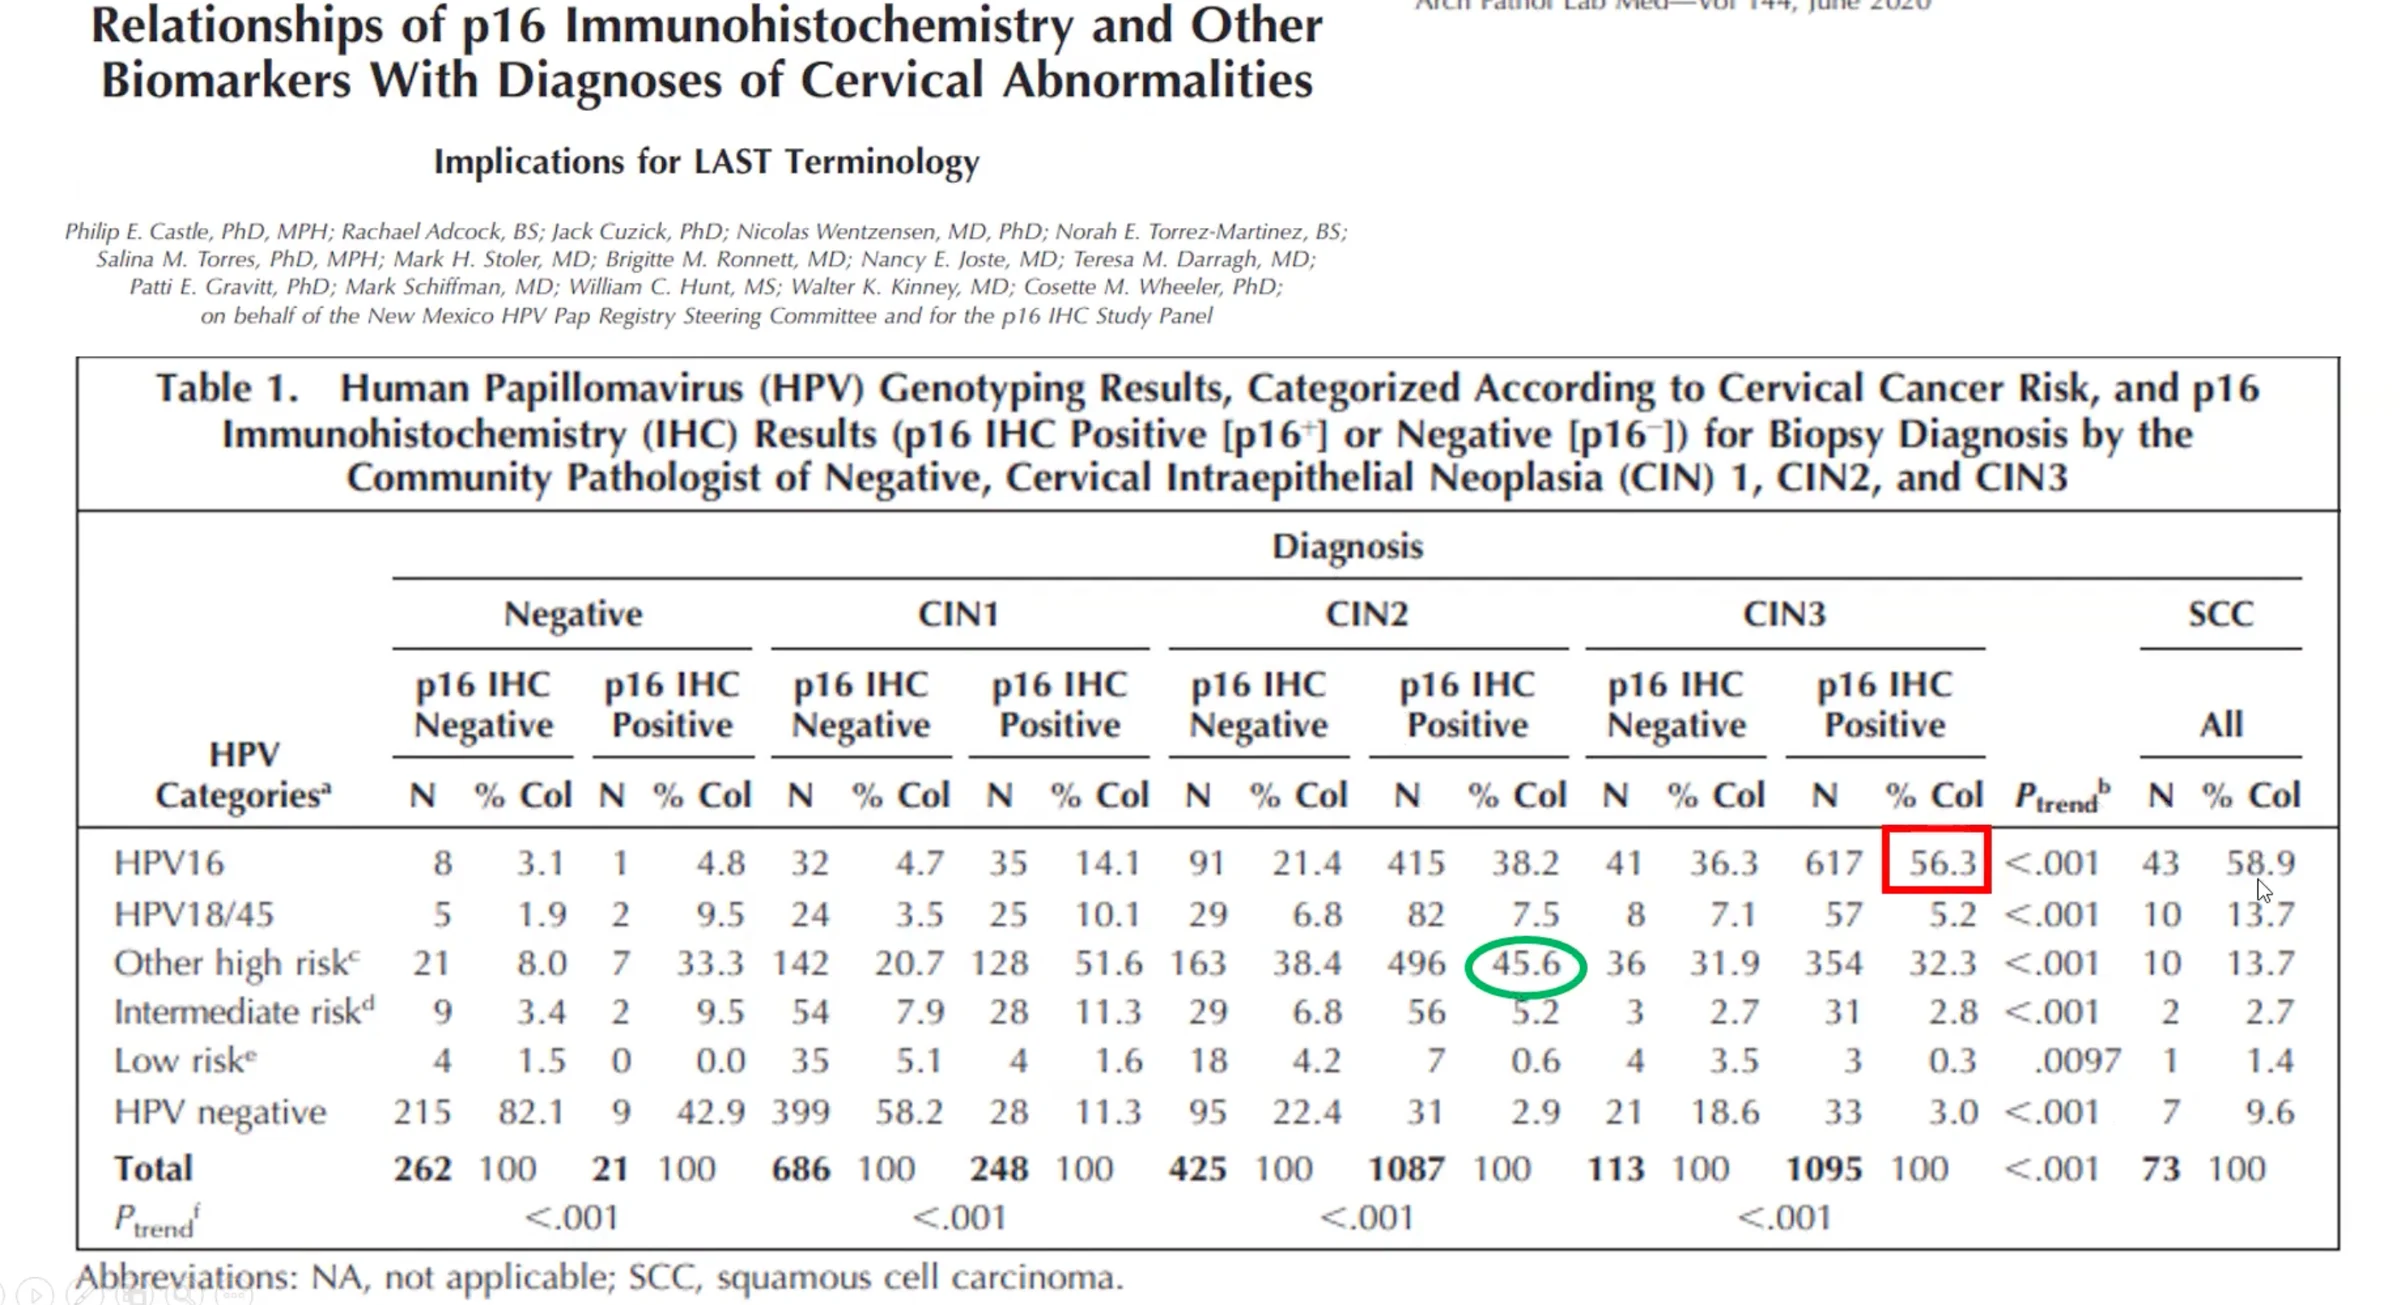 Arch Pathol Lab Med—Vol 144, June 2020
Relationships of p16 Immunohistochemistry and Other
Biomarkers With Diagnoses of Cervical Abnormalities
Implications for LAST Terminology
Philip E. Castle, PhD, MPH; Rachael Adcock, BS; Jack Cuzick, PhD; Nicolas Wentzensen, MD, PhD; Norah E. Torrez-Martinez, BS;
Salina M. Torres, PhD, MPH; Mark H. Stoler, MD; Brigitte M. Ronnett, MD; Nancy E. Joste, MD; Teresa M. Darragh, MD;
Patti E. Gravitt, PhD; Mark Schiffman, MD; William C. Hunt, MS; Walter K. Kinney, MD; Cosette M. Wheeler, PhD;
on behalf of the New Mexico HPV Pap Registry Steering Committee and for the p16 IHC Study Panel
Table 1. Human Papillomavirus (HPV) Genotyping Results, Categorized According to Cervical Cancer Risk, and p16
Immunohistochemistry (IHC) Results (p16 IHC Positive [p16⁺] or Negative [p16⁻]) for Biopsy Diagnosis by the
Community Pathologist of Negative, Cervical Intraepithelial Neoplasia (CIN) 1, CIN2, and CIN3
Diagnosis
Negative CIN1 CIN2 CIN3 SCC
p16 IHC p16 IHC p16 IHC p16 IHC p16 IHC p16 IHC p16 IHC p16 IHC
Negative Positive Negative Positive Negative Positive Negative Positive All
HPV
Categoriesᵃ N % Col N % Col N % Col N % Col N % Col N % Col N % Col N % Col Ptrendᵇ N % Col
HPV16 8 3.1 1 4.8 32 4.7 35 14.1 91 21.4 415 38.2 41 36.3 617 56.3 <.001 43 58.9
HPV18/45 5 1.9 2 9.5 24 3.5 25 10.1 29 6.8 82 7.5 8 7.1 57 5.2 <.001 10 13.7
Other high riskᶜ 21 8.0 7 33.3 142 20.7 128 51.6 163 38.4 496 45.6 36 31.9 354 32.3 <.001 10 13.7
Intermediate riskᵈ 9 3.4 2 9.5 54 7.9 28 11.3 29 6.8 56 5.2 3 2.7 31 2.8 <.001 2 2.7
Low riskᵉ 4 1.5 0 0.0 35 5.1 4 1.6 18 4.2 7 0.6 4 3.5 3 0.3 .0097 1 1.4
HPV negative 215 82.1 9 42.9 399 58.2 28 11.3 95 22.4 31 2.9 21 18.6 33 3.0 <.001 7 9.6
Total 262 100 21 100 686 100 248 100 425 100 1087 100 113 100 1095 100 <.001 73 100
Ptrendᶠ <.001 <.001 <.001 <.001
Abbreviations: NA, not applicable; SCC, squamous cell carcinoma.